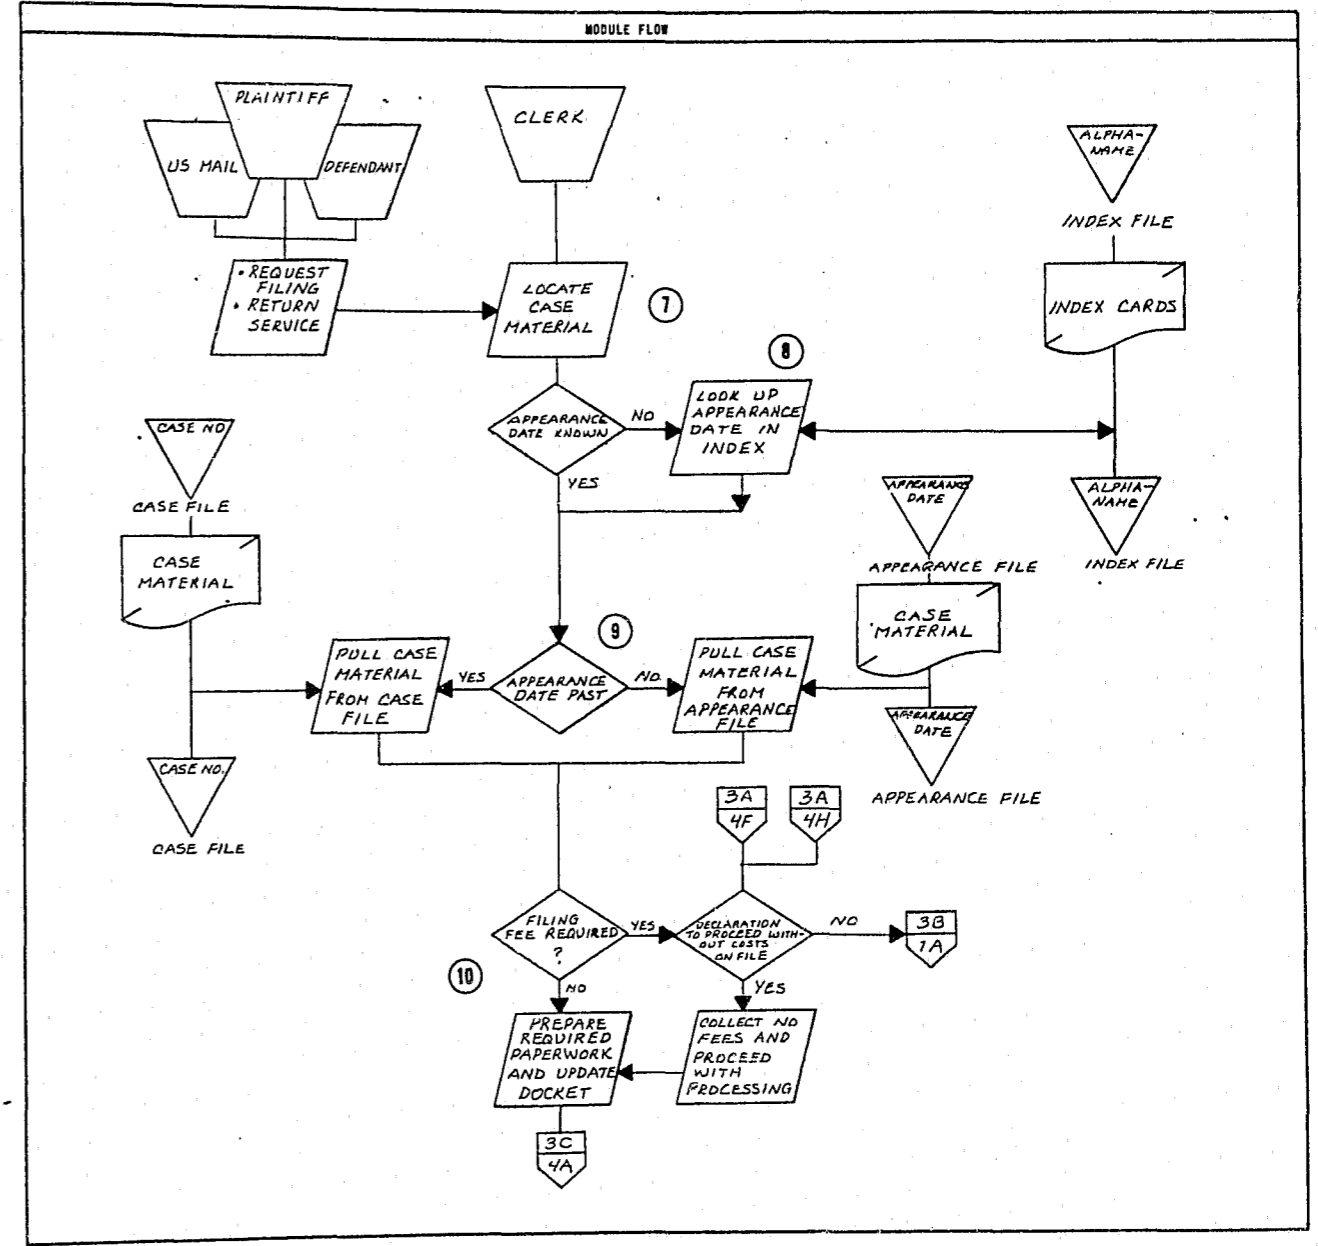 MODULE FLOW
PLAINTIFF
US MAIL
DEFENDANT
CLERK
ALPHA-
NAME
INDEX FILE
• REQUEST
FILING
• RETURN
SERVICE
LOCATE
CASE
MATERIAL
7
INDEX CARDS
8
APPEARANCE
DATE KNOWN
NO
LOOK UP
APPEARANCE
DATE IN
INDEX
YES
CASE NO
CASE FILE
CASE
MATERIAL
APPEARANCE
DATE
APPEARANCE FILE
ALPHA-
NAME
INDEX FILE
CASE
MATERIAL
9
PULL CASE
MATERIAL
FROM CASE
FILE
YES
APPEARANCE
DATE PAST
NO
PULL CASE
MATERIAL
FROM
APPEARANCE
FILE
APPEARANCE
DATE
APPEARANCE FILE
CASE NO.
CASE FILE
3A
4F
3A
4H
FILING
FEE REQUIRED
?
YES
DECLARATION
TO PROCEED WITH-
OUT COSTS
ON FILE
NO
3B
1A
10
NO
YES
PREPARE
REQUIRED
PAPERWORK
AND UPDATE
DOCKET
COLLECT NO
FEES AND
PROCEED
WITH
PROCESSING
3C
4A